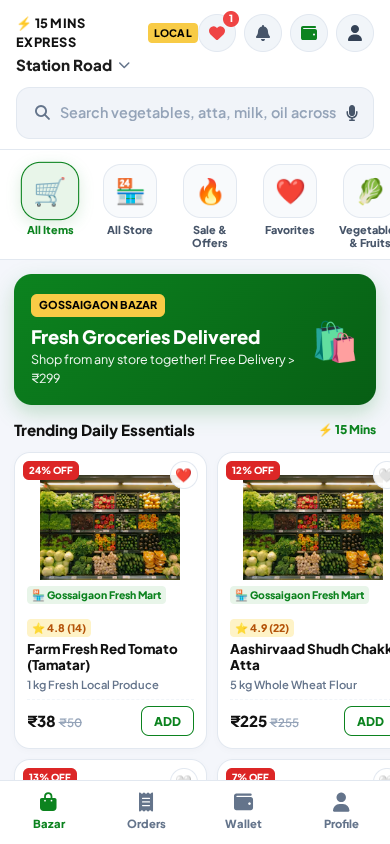 ⚡ 15 MINS
EXPRESS
LOCAL
1
Station Road
Search vegetables, atta, milk, oil across
All Items
All Store
Sale &
Offers
Favorites
Vegetable
& Fruits
GOSSAIGAON BAZAR
Fresh Groceries Delivered
Shop from any store together! Free Delivery >
₹299
Trending Daily Essentials
⚡ 15 Mins
24% OFF
12% OFF
Gossaigaon Fresh Mart
Gossaigaon Fresh Mart
⭐ 4.8 (14)
⭐ 4.9 (22)
Farm Fresh Red Tomato
(Tamatar)
Aashirvaad Shudh Chakk
Atta
1 kg Fresh Local Produce
5 kg Whole Wheat Flour
₹38 ₹50
ADD
₹225 ₹255
ADD
13% OFF
7% OFF
Bazar
Orders
Wallet
Profile